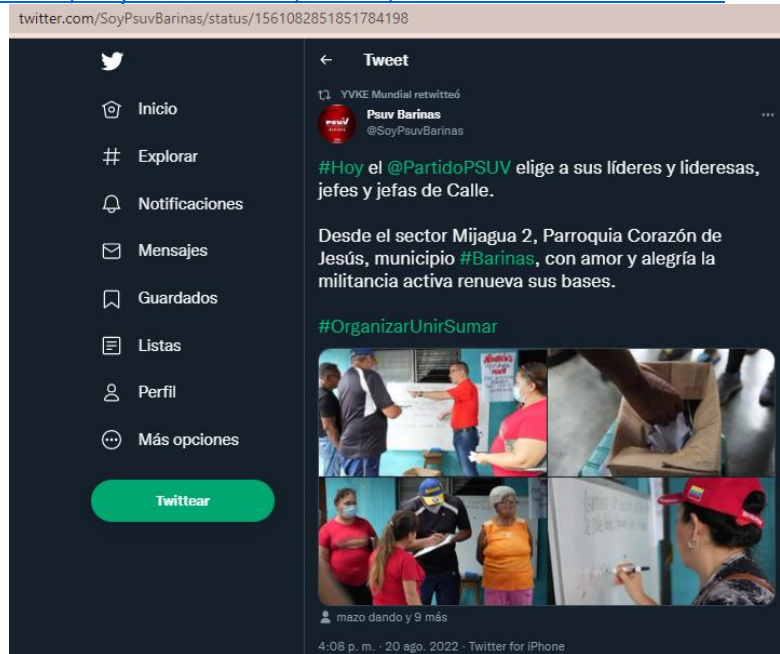 twitter.com/SoyPsuvBarinas/status/1561082851851784198
Inicio
Explorar
Notificaciones
Mensajes
Guardados
Listas
Perfil
Más opciones
Twittear
← Tweet
YVKE Mundial retwitteó
Psuv Barinas
@SoyPsuvBarinas
#Hoy el @PartidoPSUV elige a sus líderes y lideresas,
jefes y jefas de Calle.
Desde el sector Mijagua 2, Parroquia Corazón de
Jesús, municipio #Barinas, con amor y alegría la
militancia activa renueva sus bases.
#OrganizarUnirSumar
mazo dando y 9 más
4:08 p. m. · 20 ago. 2022 · Twitter for iPhone